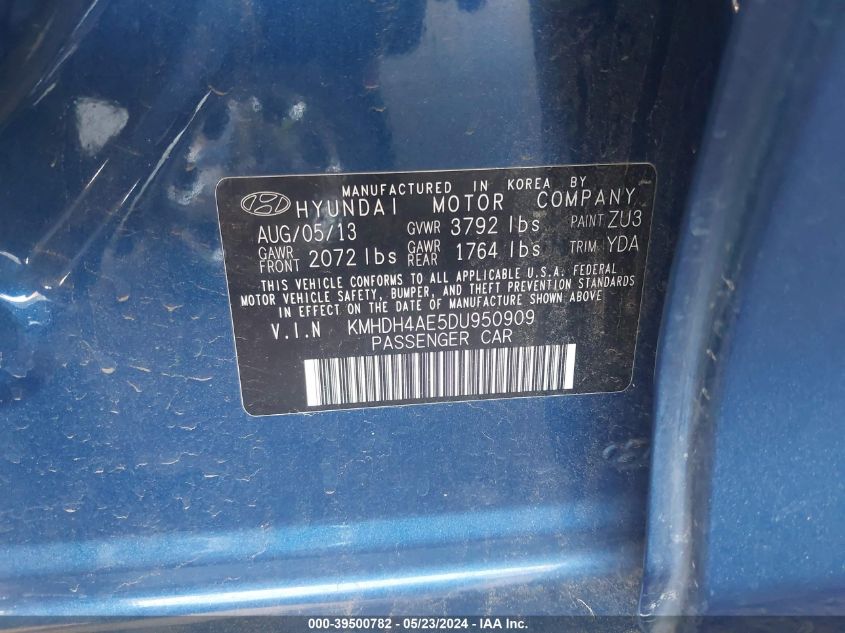 MANUFACTURED IN KOREA BY
HYUNDAI MOTOR COMPANY
AUG/05/13 GVWR 3792 lbs PAINT ZU3
GAWR FRONT 2072 lbs GAWR REAR 1764 lbs TRIM YDA
THIS VEHICLE CONFORMS TO ALL APPLICABLE U.S.A. FEDERAL
MOTOR VEHICLE SAFETY, BUMPER, AND THEFT PREVENTION STANDARDS
IN EFFECT ON THE DATE OF MANUFACTURE SHOWN ABOVE.
V.I.N KMHDH4AE5DU950909
PASSENGER CAR
000-39500782 - 05/23/2024 - IAAI.com